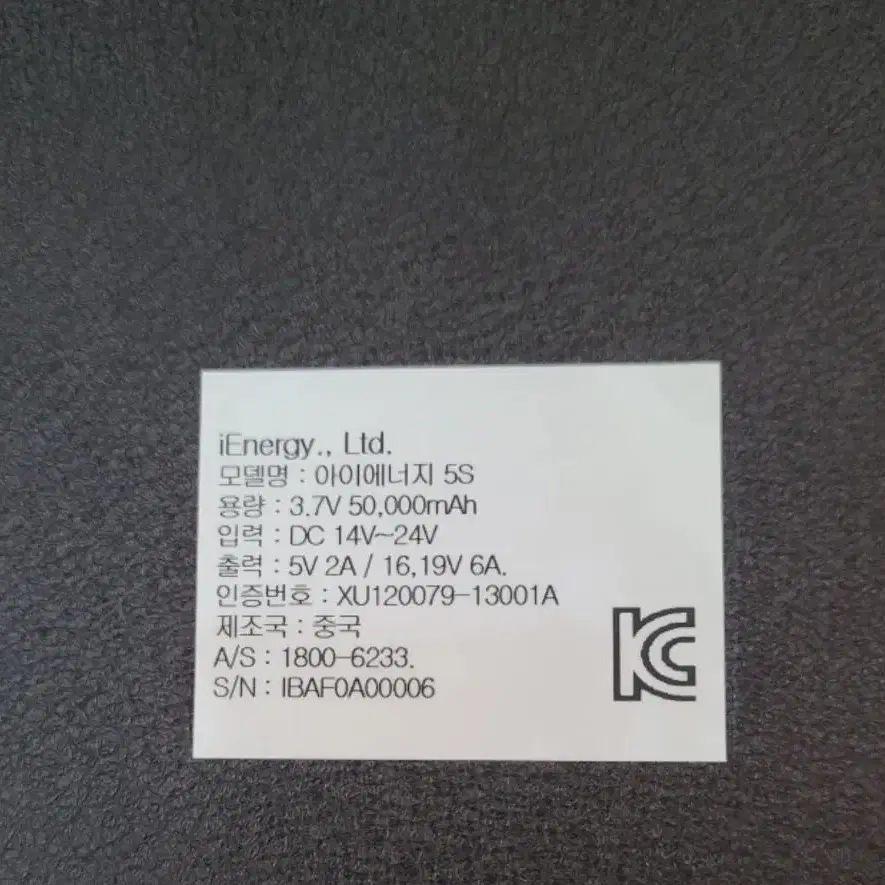 iEnergy., Ltd.
모델명 : 아이에너지 5S
용량 : 3.7V 50,000mAh
입력 : DC 14V~24V
출력 : 5V 2A / 16,19V 6A.
인증번호 : XU120079-13001A
제조국 : 중국
A/S : 1800-6233.
S/N : IBAF0A00006
KC